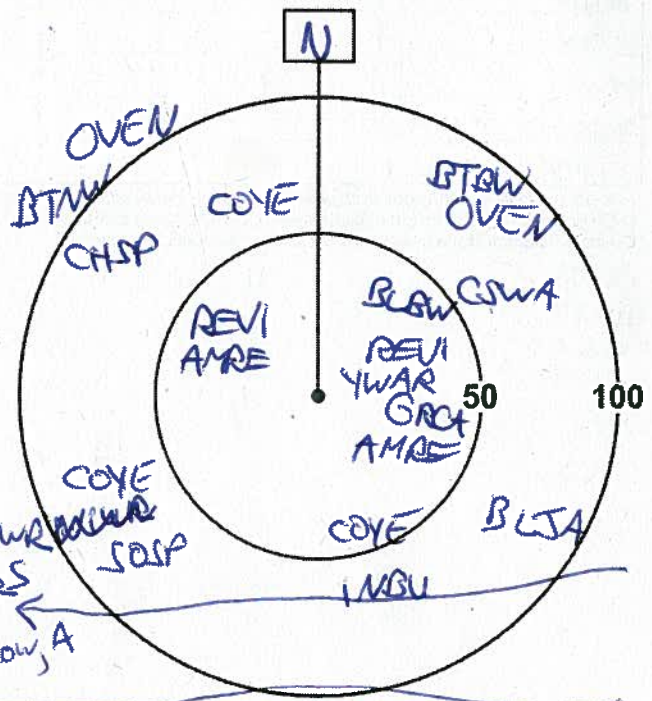 N
OVEN
BTNW
COYE
BTBW
OVEN
CHSP
BLBW CSWA
REVI
AMRE
REVI
YWAR
GRCA
AMRE
50
100
COYE
SOSP
COYE
BLJA
INBU